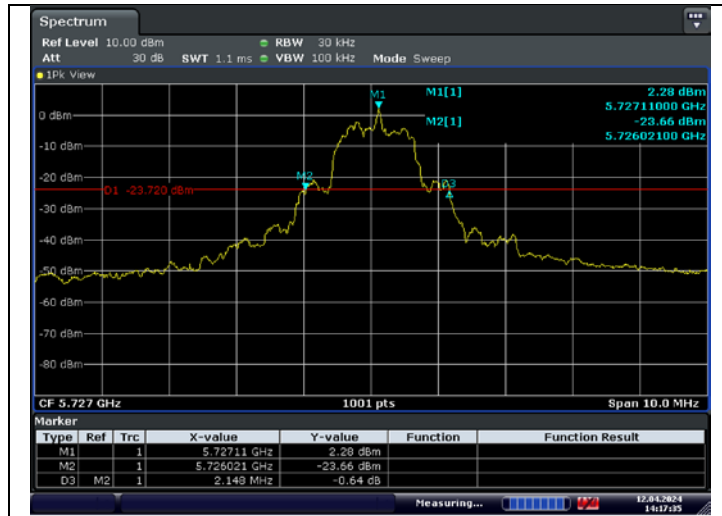 Spectrum
Ref Level 10.00 dBm RBW 30 kHz
Att 30 dB SWT 1.1 ms VBW 100 kHz Mode Sweep
1Pk View
M1[1] 2.28 dBm
5.72711000 GHz
M2[1] -23.66 dBm
5.72602100 GHz
M1
0 dBm
-10 dBm
-20 dBm
M2
D3
D1 -23.720 dBm
-30 dBm
-40 dBm
-50 dBm
-60 dBm
-70 dBm
-80 dBm
CF 5.727 GHz 1001 pts Span 10.0 MHz
Marker
Type Ref Trc X-value Y-value Function Function Result
M1 1 5.72711 GHz 2.28 dBm
M2 1 5.726021 GHz -23.66 dBm
D3 M2 1 2.148 MHz -0.64 dB
Measuring... 12.04.2024
14:17:35